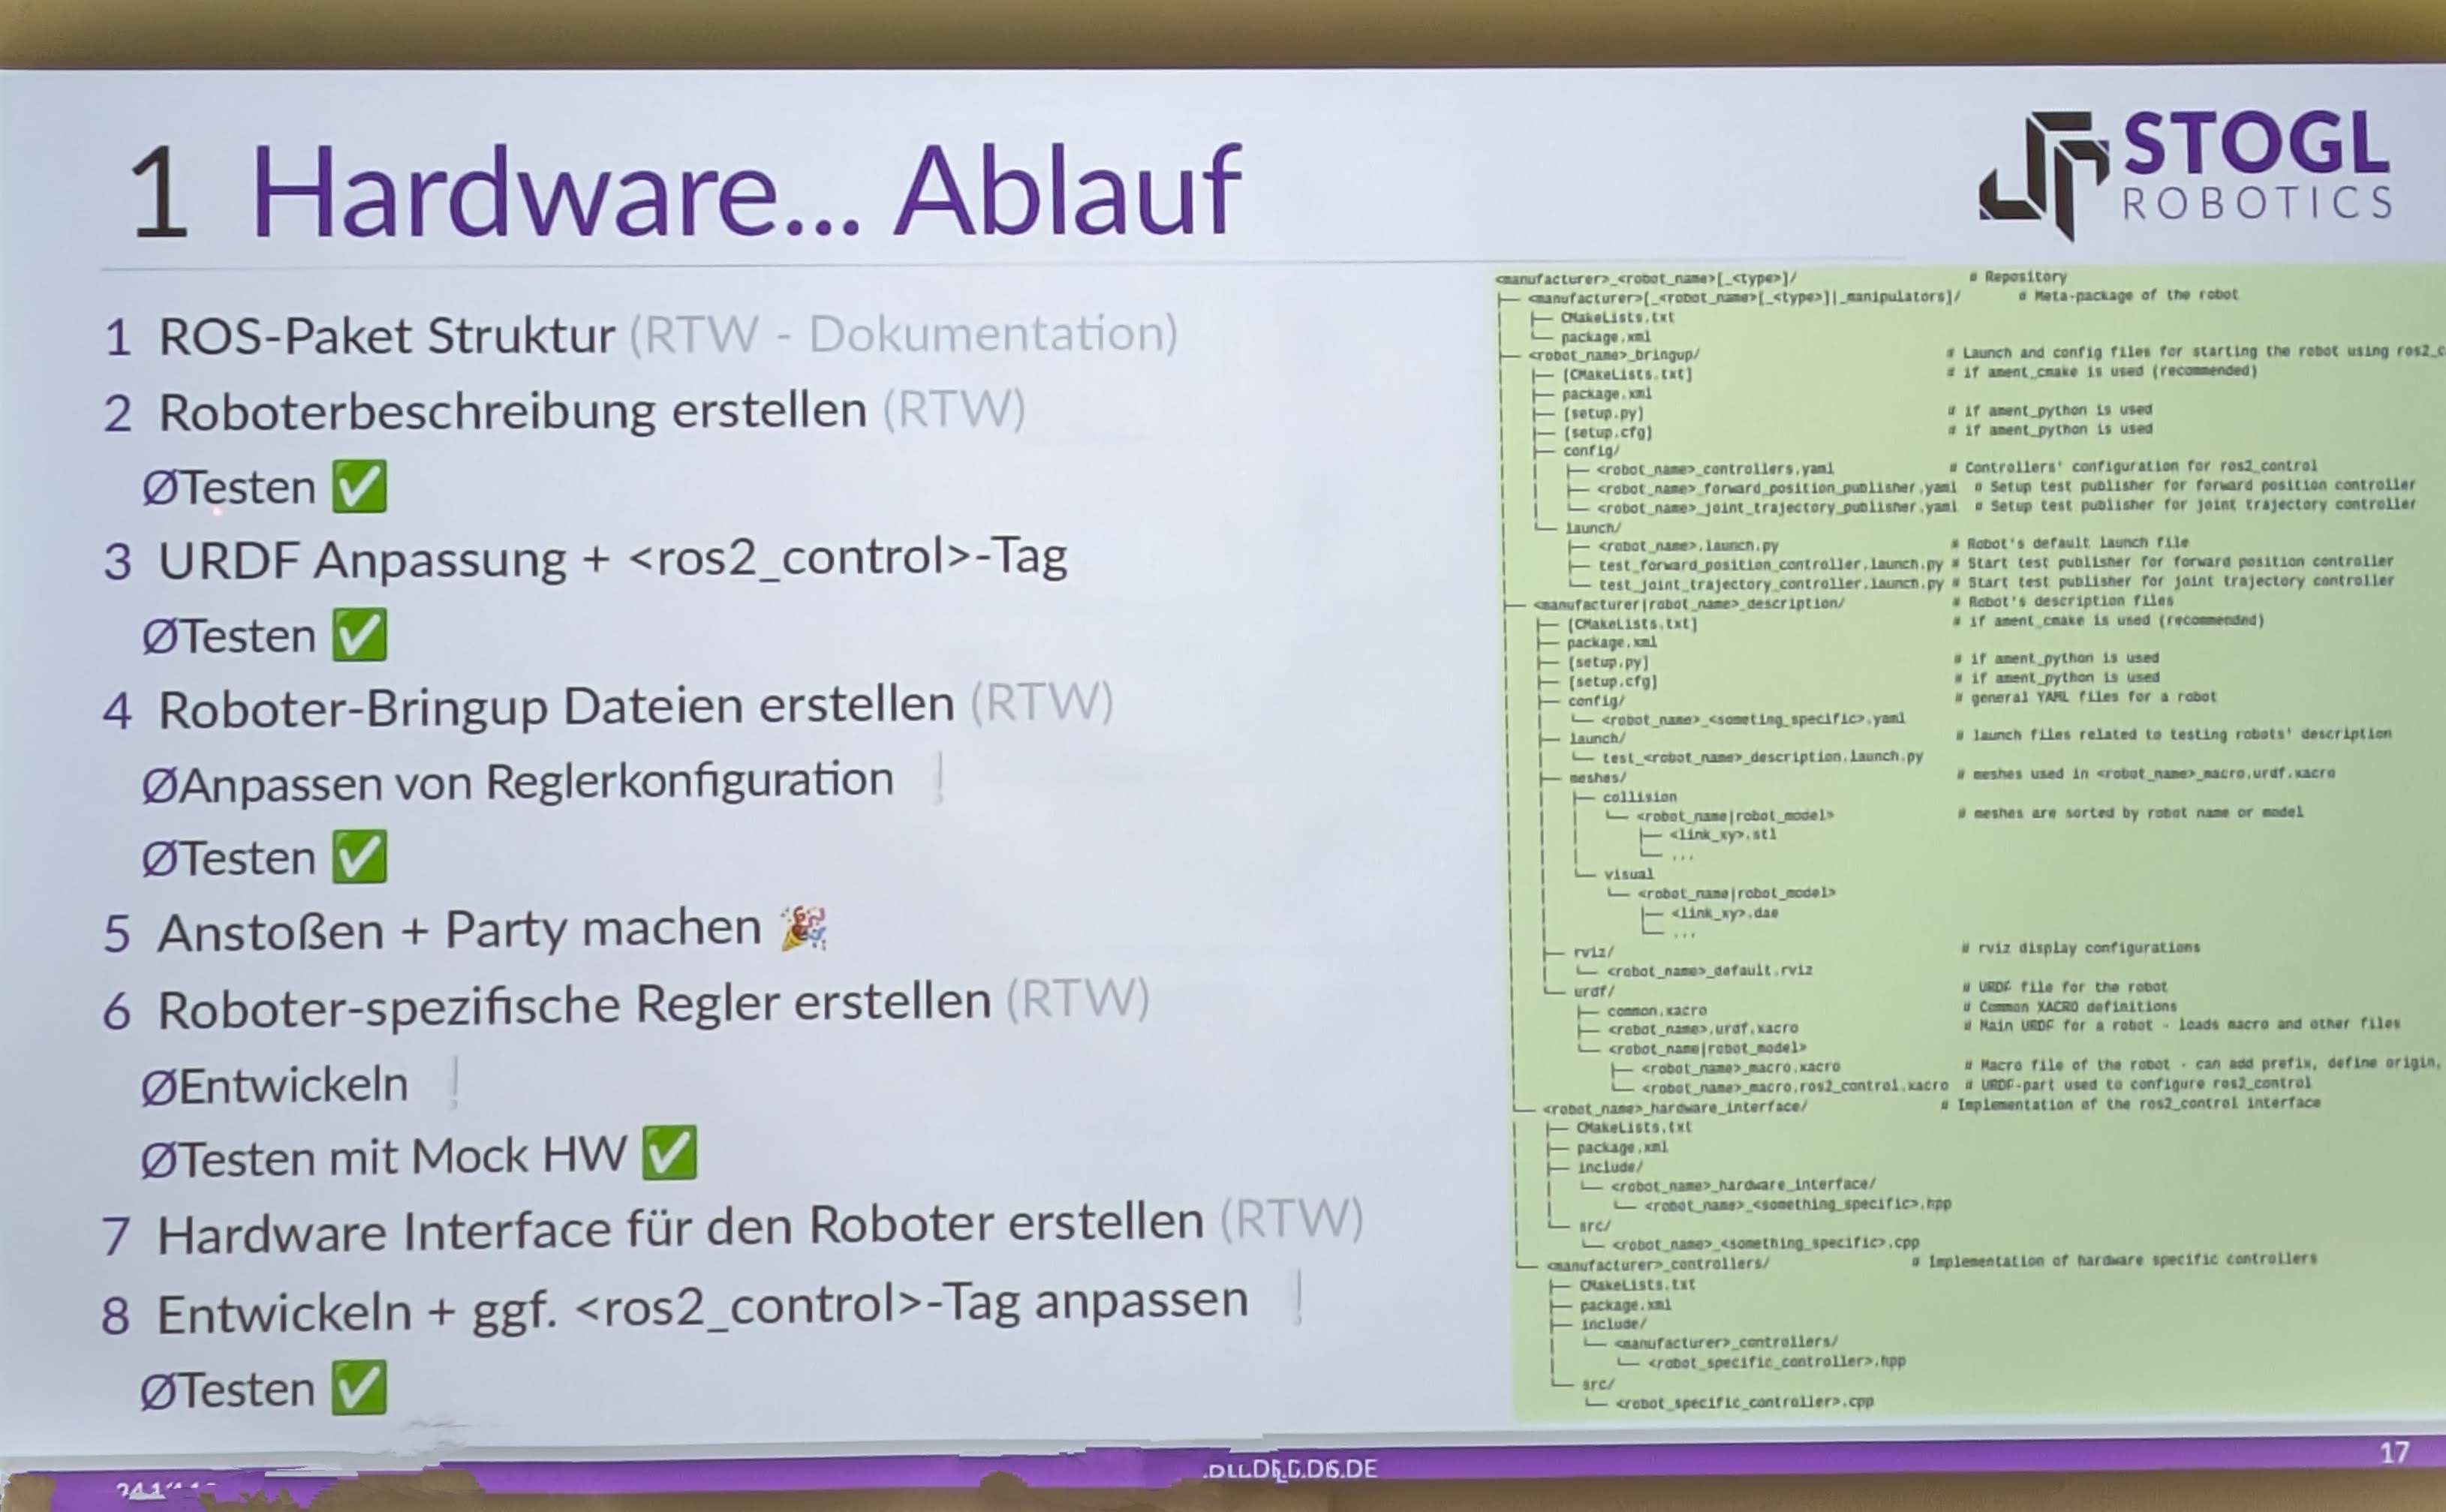 1 Hardware... Ablauf
STOGL
ROBOTICS
1 ROS-Paket Struktur (RTW - Dokumentation)
2 Roboterbeschreibung erstellen (RTW)
ØTesten ✅
3 URDF Anpassung + <ros2_control>-Tag
ØTesten ✅
4 Roboter-Bringup Dateien erstellen (RTW)
ØAnpassen von Reglerkonfiguration ❕
ØTesten ✅
5 Anstoßen + Party machen 🎉
6 Roboter-spezifische Regler erstellen (RTW)
ØEntwickeln ❕
ØTesten mit Mock HW ✅
7 Hardware Interface für den Roboter erstellen (RTW)
8 Entwickeln + ggf. <ros2_control>-Tag anpassen ❕
ØTesten ✅
<manufacturer>_<robot_name>[_<type>]/ # Repository
├── <manufacturer>[_<robot_name>[_<type>]|_manipulators]/ # Meta-package of the robot
│   ├── CMakeLists.txt
│   └── package.xml
├── <robot_name>_bringup/ # Launch and config files for starting the robot using ros2_c
│   ├── [CMakeLists.txt] # if ament_cmake is used (recommended)
│   ├── package.xml
│   ├── [setup.py] # if ament_python is used
│   ├── [setup.cfg] # if ament_python is used
│   ├── config/
│   │   ├── <robot_name>_controllers.yaml # Controllers' configuration for ros2_control
│   │   ├── <robot_name>_forward_position_publisher.yaml # Setup test publisher for forward position controller
│   │   └── <robot_name>_joint_trajectory_publisher.yaml # Setup test publisher for joint trajectory controller
│   └── launch/
│       ├── <robot_name>.launch.py # Robot's default launch file
│       ├── test_forward_position_controller.launch.py # Start test publisher for forward position controller
│       └── test_joint_trajectory_controller.launch.py # Start test publisher for joint trajectory controller
├── <manufacturer|robot_name>_description/ # Robot's description files
│   ├── [CMakeLists.txt] # if ament_cmake is used (recommended)
│   ├── package.xml
│   ├── [setup.py] # if ament_python is used
│   ├── [setup.cfg] # if ament_python is used
│   ├── config/ # general YAML files for a robot
│   │   └── <robot_name>_<someting_specific>.yaml
│   ├── launch/ # launch files related to testing robots' description
│   │   └── test_<robot_name>_description.launch.py
│   ├── meshes/ # meshes used in <robot_name>_macro.urdf.xacro
│   │   ├── collision
│   │   │   └── <robot_name|robot_model> # meshes are sorted by robot name or model
│   │   │       ├── <link_xy>.stl
│   │   │       └── ...
│   │   └── visual
│   │       └── <robot_name|robot_model>
│   │           ├── <link_xy>.dae
│   │           └── ...
│   ├── rviz/ # rviz display configurations
│   │   └── <robot_name>_default.rviz
│   └── urdf/ # URDF file for the robot
│       ├── common.xacro # Common XACRO definitions
│       ├── <robot_name>.urdf.xacro # Main URDF for a robot - loads macro and other files
│       └── <robot_name|robot_model>
│           ├── <robot_name>_macro.xacro # Macro file of the robot - can add prefix, define origin,
│           └── <robot_name>_macro.ros2_control.xacro # URDF-part used to configure ros2_control
└── <robot_name>_hardware_interface/ # Implementation of the ros2_control interface
│   ├── CMakeLists.txt
│   ├── package.xml
│   ├── include/
│   │   └── <robot_name>_hardware_interface/
│   │       └── <robot_name>_<something_specific>.hpp
│   └── src/
│       └── <robot_name>_<something_specific>.cpp
└── <manufacturer>_controllers/ # Implementation of hardware specific controllers
    ├── CMakeLists.txt
    ├── package.xml
    ├── include/
    │   └── <manufacturer>_controllers/
    │       └── <robot_specific_controller>.hpp
    └── src/
        └── <robot_specific_controller>.cpp
17